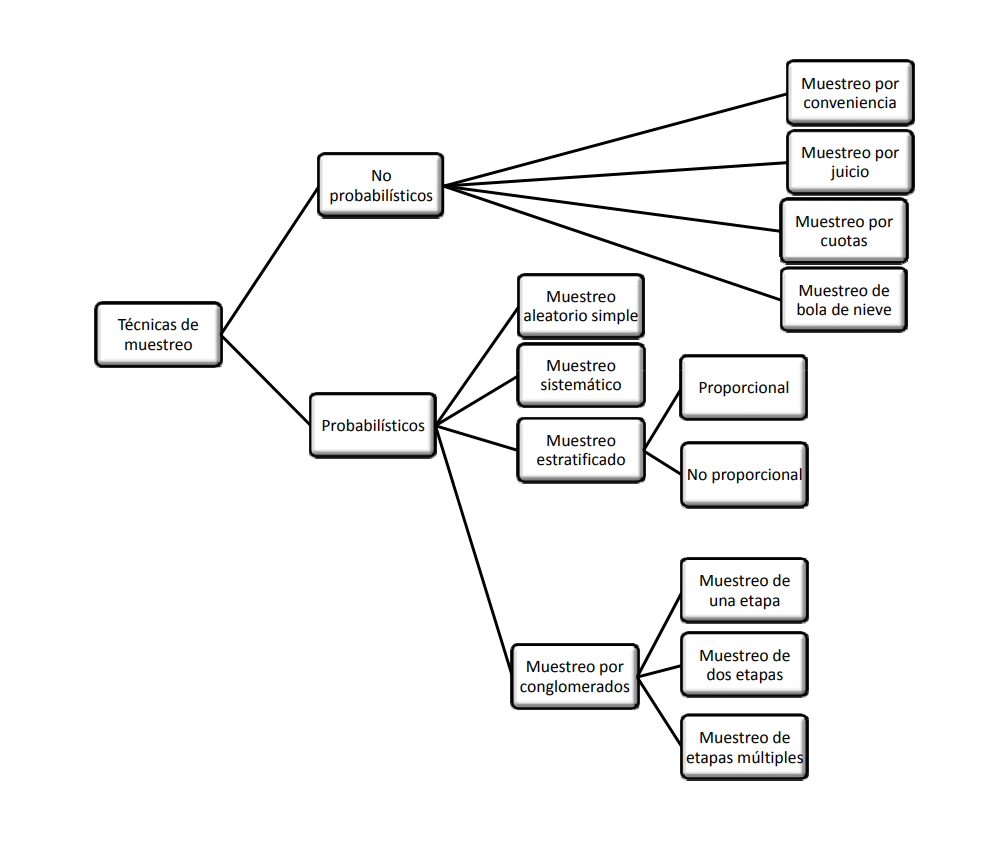 Muestreo por
conveniencia
Muestreo por
juicio
No
probabilísticos
Muestreo por
cuotas
Muestreo de
bola de nieve
Muestreo
aleatorio simple
Técnicas de
muestreo
Muestreo
sistemático
Proporcional
Probabilísticos
Muestreo
estratificado
No proporcional
Muestreo de
una etapa
Muestreo por
conglomerados
Muestreo de
dos etapas
Muestreo de
etapas múltiples